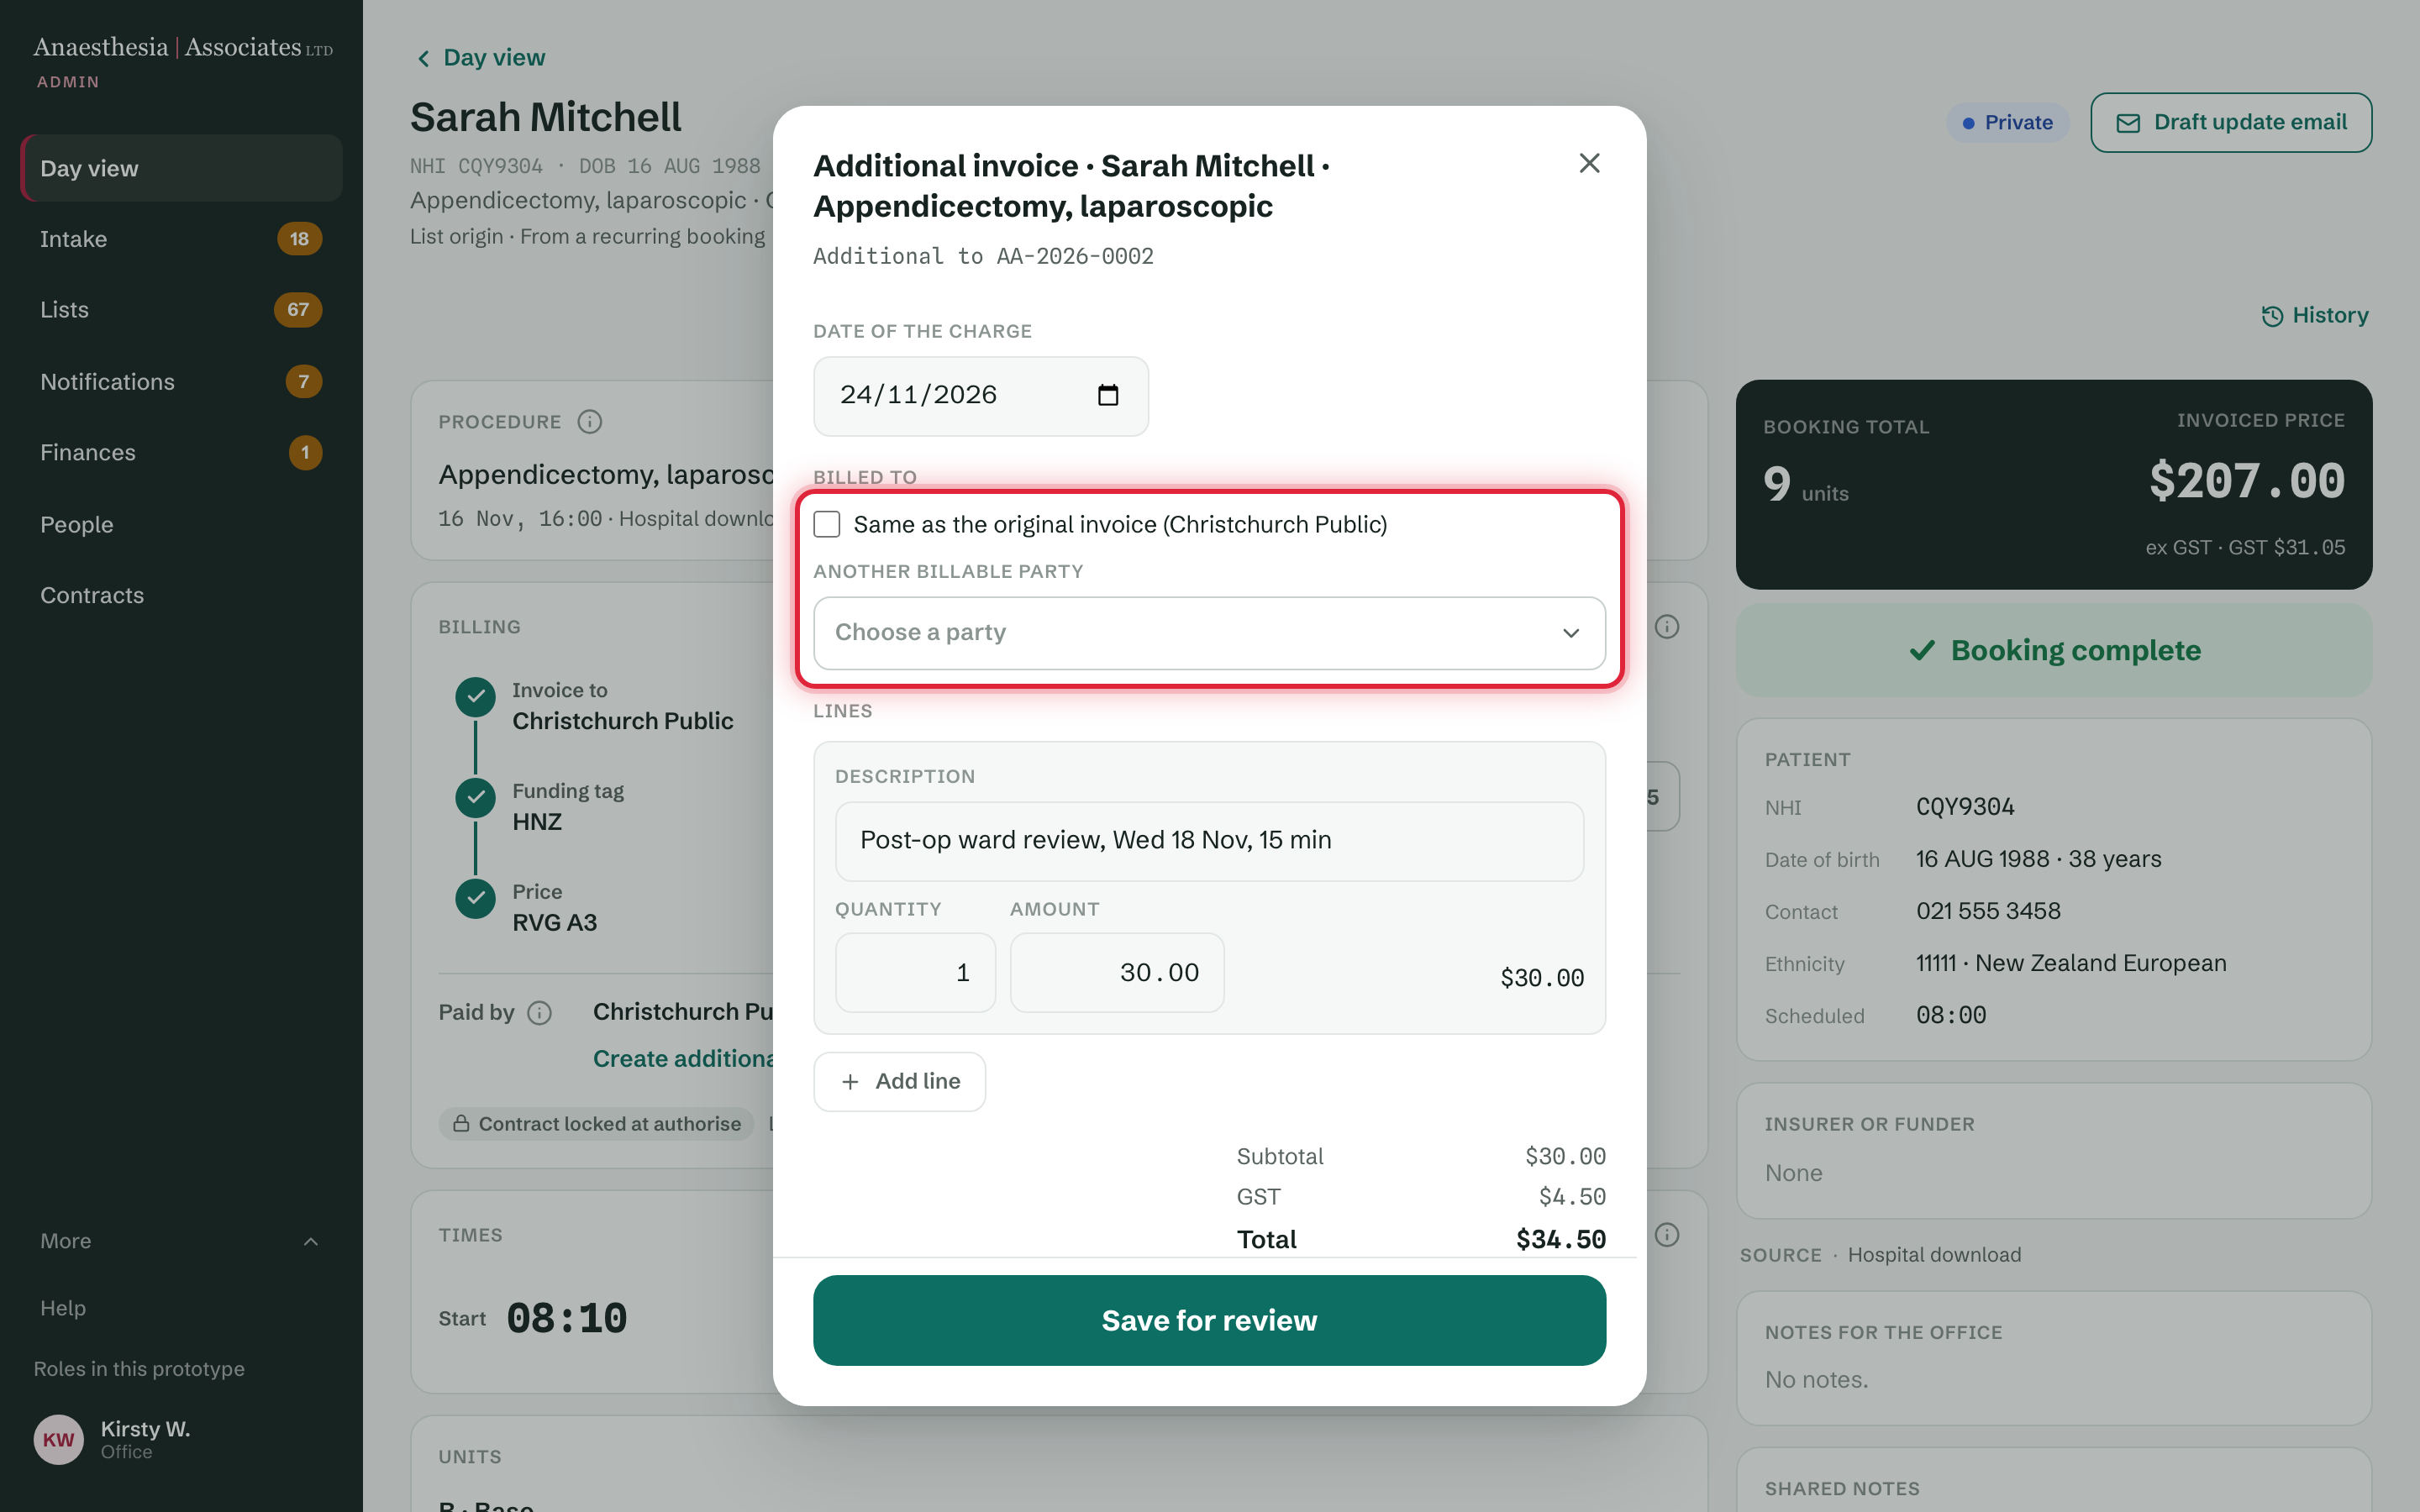 Anaesthesia | Associates LTD
ADMIN
Day view
Intake 18
Lists 67
Notifications 7
Finances 1
People
Contracts
More
Help
Roles in this prototype
KW
Kirsty W.
Office
Day view
Sarah Mitchell
NHI CQY9304 · DOB 16 AUG 1988
Appendicectomy, laparoscopic ·
List origin · From a recurring booking
Private
Draft update email
History
PROCEDURE
Appendicectomy, laparosc
16 Nov, 16:00 · Hospital downlo
BILLING
Invoice to
Christchurch Public
Funding tag
HNZ
Price
RVG A3
Paid by
Christchurch Pu
Create additiona
Contract locked at authorise
TIMES
Start 08:10
UNITS
B · Base
Additional invoice · Sarah Mitchell ·
Appendicectomy, laparoscopic
Additional to AA-2026-0002
DATE OF THE CHARGE
24/11/2026
BILLED TO
Same as the original invoice (Christchurch Public)
ANOTHER BILLABLE PARTY
Choose a party
LINES
DESCRIPTION
Post-op ward review, Wed 18 Nov, 15 min
QUANTITY AMOUNT
1 30.00 $30.00
+ Add line
Subtotal $30.00
GST $4.50
Total $34.50
Save for review
5
BOOKING TOTAL
9 units
INVOICED PRICE
$207.00
ex GST · GST $31.05
Booking complete
PATIENT
NHI CQY9304
Date of birth 16 AUG 1988 · 38 years
Contact 021 555 3458
Ethnicity 11111 · New Zealand European
Scheduled 08:00
INSURER OR FUNDER
None
SOURCE · Hospital download
NOTES FOR THE OFFICE
No notes.
SHARED NOTES